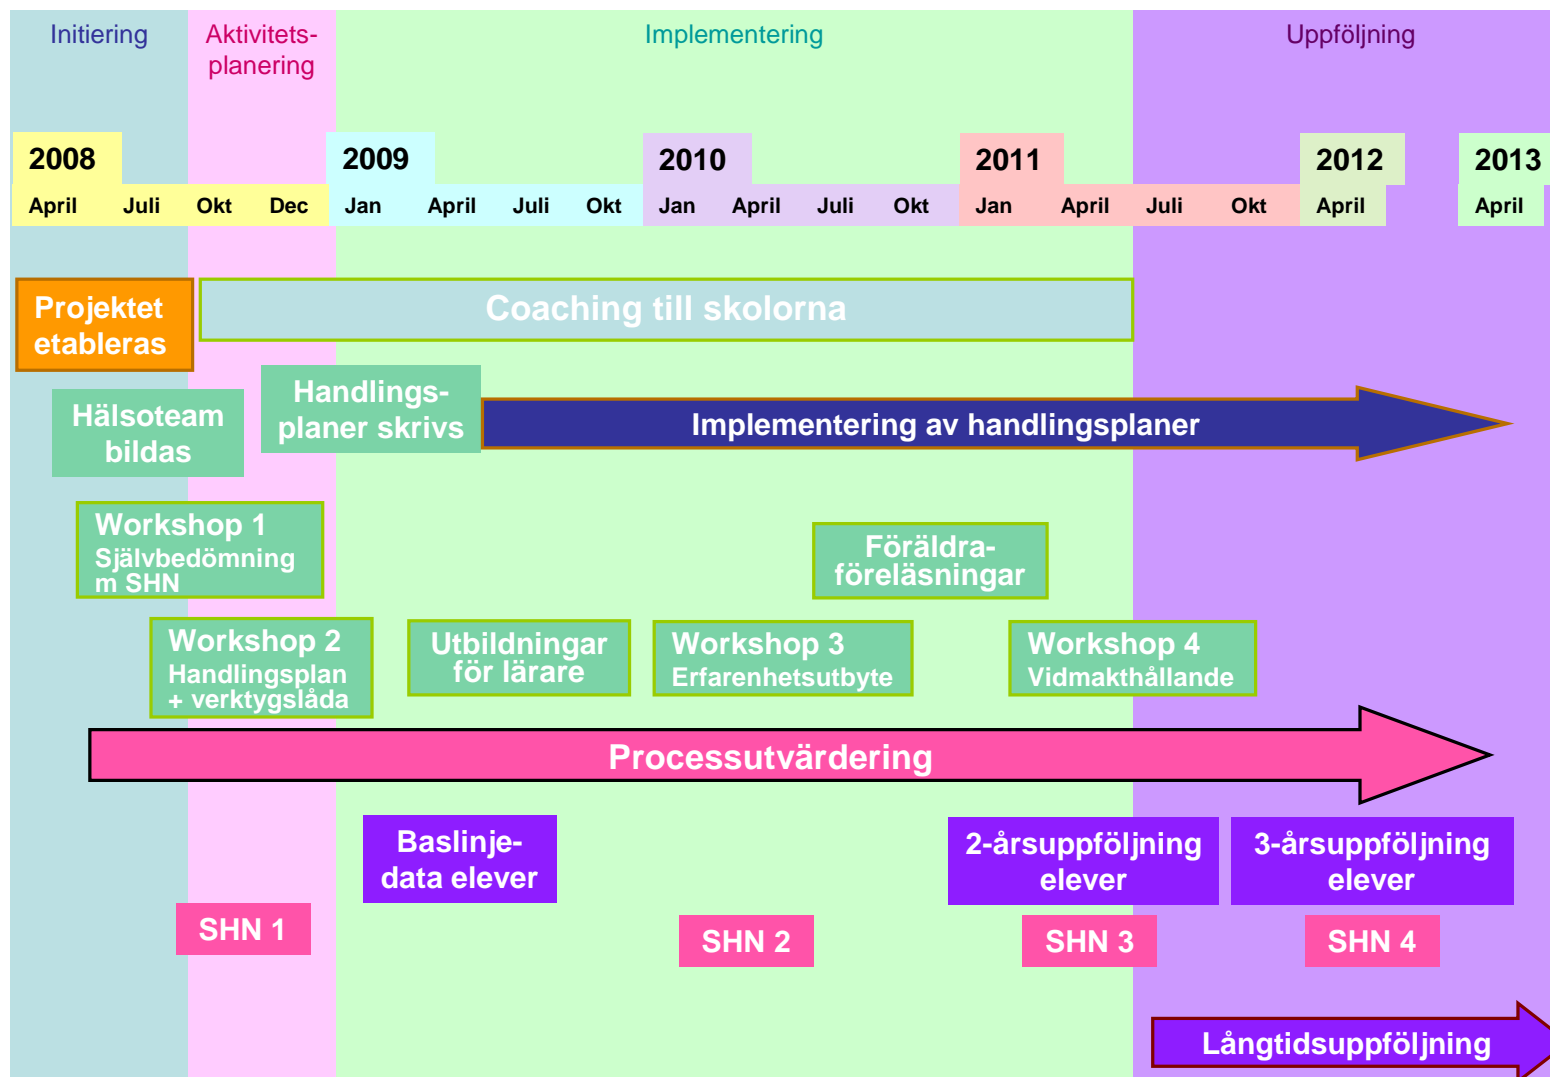 Initiering
Aktivitets-
planering
Implementering
Uppföljning
2008
2009
2010
2011
2012
2013
April Juli Okt Dec Jan April Juli Okt Jan April Juli Okt Jan April Juli Okt April April
Projektet
etableras
Coaching till skolorna
Hälsoteam
bildas
Handlings-
planer skrivs
Implementering av handlingsplaner
Workshop 1
Självbedömning
m SHN
Föräldra-
föreläsningar
Workshop 2
Handlingsplan
+ verktygslåda
Utbildningar
för lärare
Workshop 3
Erfarenhetsutbyte
Workshop 4
Vidmakthållande
Processutvärdering
Baslinje-
data elever
2-årsuppföljning
elever
3-årsuppföljning
elever
SHN 1
SHN 2
SHN 3
SHN 4
Långtidsuppföljning